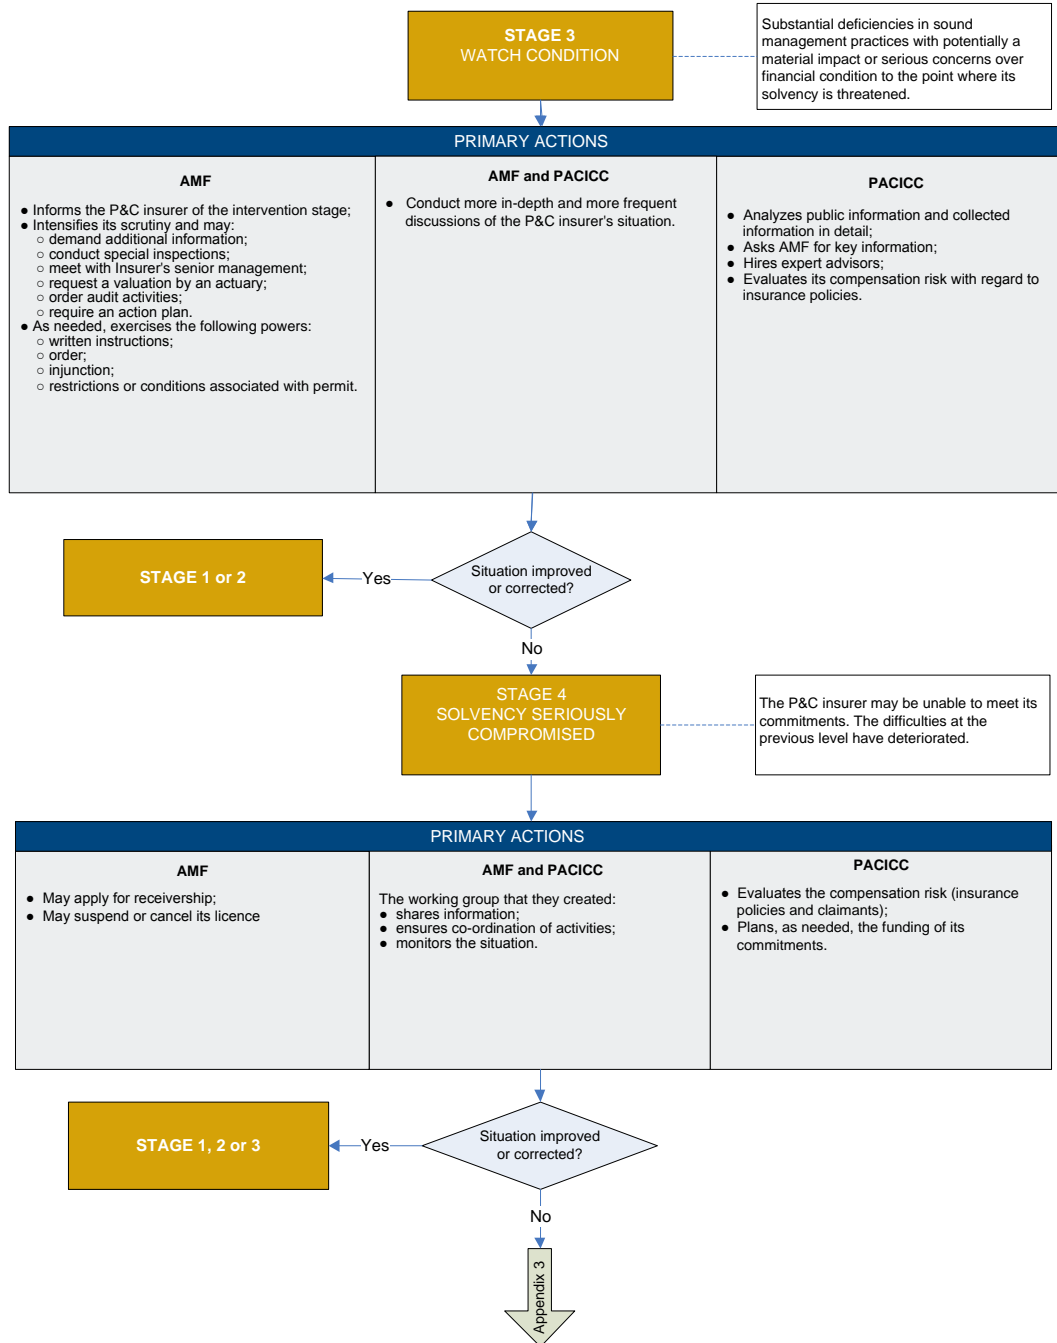 STAGE 3
WATCH CONDITION
Substantial deficiencies in sound
management practices with potentially a
material impact or serious concerns over
financial condition to the point where its
solvency is threatened.
PRIMARY ACTIONS
AMF
● Informs the P&C insurer of the intervention stage;
● Intensifies its scrutiny and may:
○ demand additional information;
○ conduct special inspections;
○ meet with Insurer's senior management;
○ request a valuation by an actuary;
○ order audit activities;
○ require an action plan.
● As needed, exercises the following powers:
○ written instructions;
○ order;
○ injunction;
○ restrictions or conditions associated with permit.
AMF and PACICC
● Conduct more in-depth and more frequent
discussions of the P&C insurer's situation.
PACICC
● Analyzes public information and collected
information in detail;
● Asks AMF for key information;
● Hires expert advisors;
● Evaluates its compensation risk with regard to
insurance policies.
Situation improved
or corrected?
Yes
STAGE 1 or 2
No
STAGE 4
SOLVENCY SERIOUSLY
COMPROMISED
The P&C insurer may be unable to meet its
commitments. The difficulties at the
previous level have deteriorated.
PRIMARY ACTIONS
AMF
● May apply for receivership;
● May suspend or cancel its licence
AMF and PACICC
The working group that they created:
● shares information;
● ensures co-ordination of activities;
● monitors the situation.
PACICC
● Evaluates the compensation risk (insurance
policies and claimants);
● Plans, as needed, the funding of its
commitments.
Situation improved
or corrected?
Yes
STAGE 1, 2 or 3
No
Appendix 3